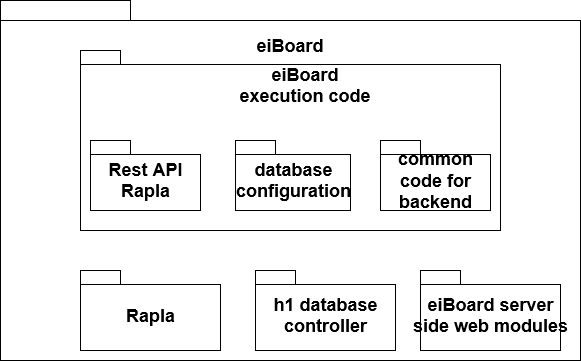 eiBoard
eiBoard
execution code
Rest API
Rapla
database
configuration
common
code for
backend
Rapla
h1 database
controller
eiBoard server
side web modules